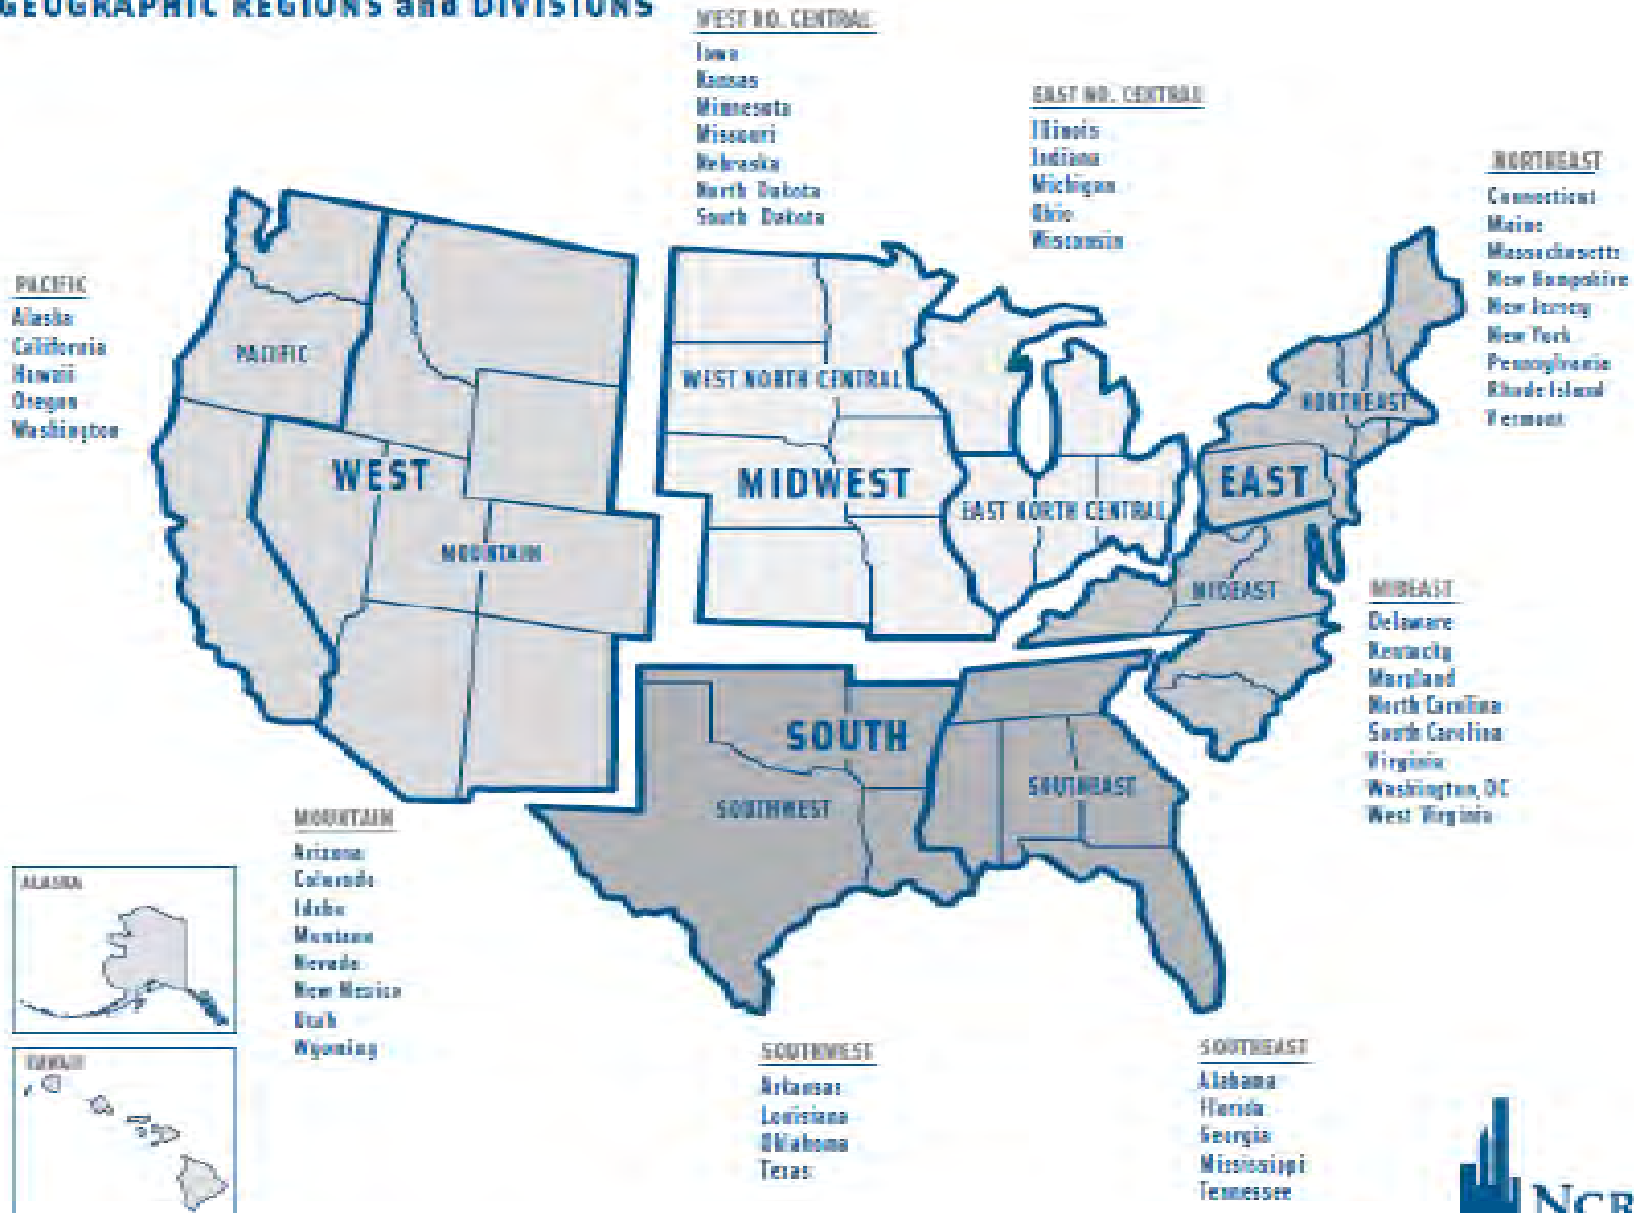 GEOGRAPHIC REGIONS and DIVISIONS
WEST NO. CENTRAL
Iowa
Kansas
Minnesota
Missouri
Nebraska
North Dakota
South Dakota
EAST NO. CENTRAL
Illinois
Indiana
Michigan
Ohio
Wisconsin
NORTHEAST
Connecticut
Maine
Massachusetts
New Hampshire
New Jersey
New York
Pennsylvania
Rhode Island
Vermont
PACIFIC
Alaska
California
Hawaii
Oregon
Washington
PACIFIC
WEST NORTH CENTRAL
NORTHEAST
WEST
MIDWEST
EAST
EAST NORTH CENTRAL
MOUNTAIN
MIDEAST
MIDEAST
Delaware
Kentucky
Maryland
North Carolina
South Carolina
Virginia
Washington, DC
West Virginia
SOUTH
SOUTHEAST
SOUTHWEST
MOUNTAIN
Arizona
Colorado
Idaho
Montana
Nevada
New Mexico
Utah
Wyoming
ALASKA
HAWAII
SOUTHWEST
Arkansas
Louisiana
Oklahoma
Texas
SOUTHEAST
Alabama
Florida
Georgia
Mississippi
Tennessee